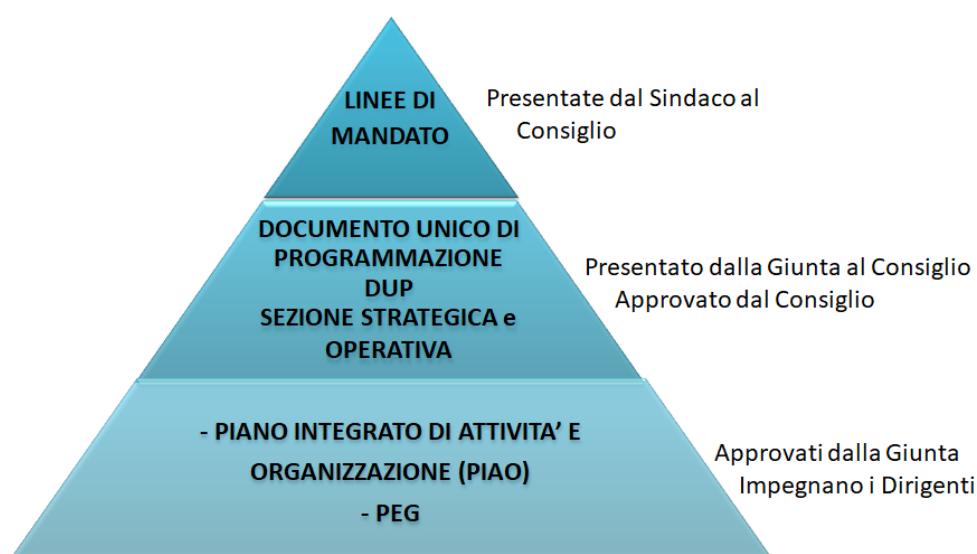 LINEE DI
MANDATO
Presentate dal Sindaco al
Consiglio
DOCUMENTO UNICO DI
PROGRAMMAZIONE
DUP
SEZIONE STRATEGICA e
OPERATIVA
Presentato dalla Giunta al Consiglio
Approvato dal Consiglio
- PIANO INTEGRATO DI ATTIVITA’ E
ORGANIZZAZIONE (PIAO)
- PEG
Approvati dalla Giunta
Impegnano i Dirigenti